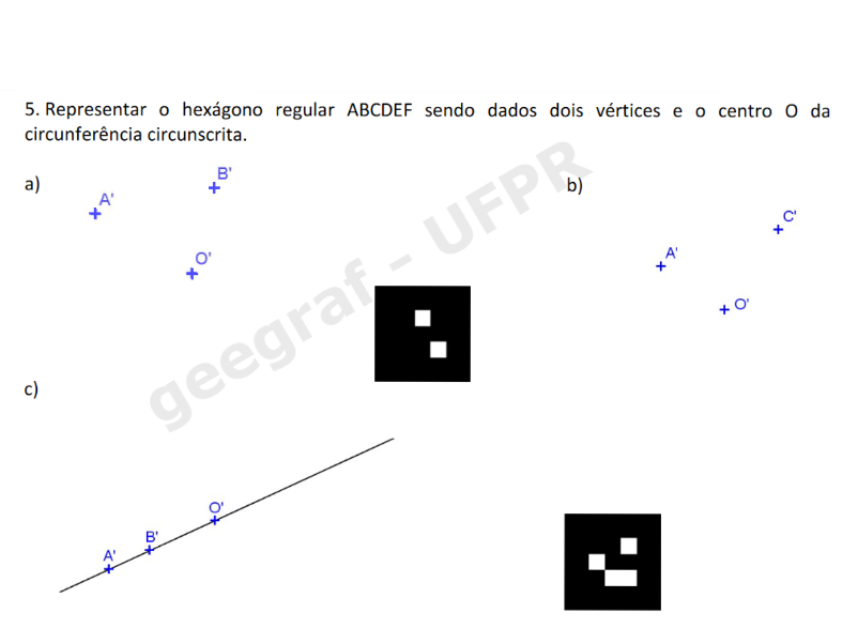 5. Representar o hexágono regular ABCDEF sendo dados dois vértices e o centro O da
circunferência circunscrita.
a)
A'
B'
O'
b)
A'
C'
O'
geegraf - UFPR
c)
A'
B'
O'